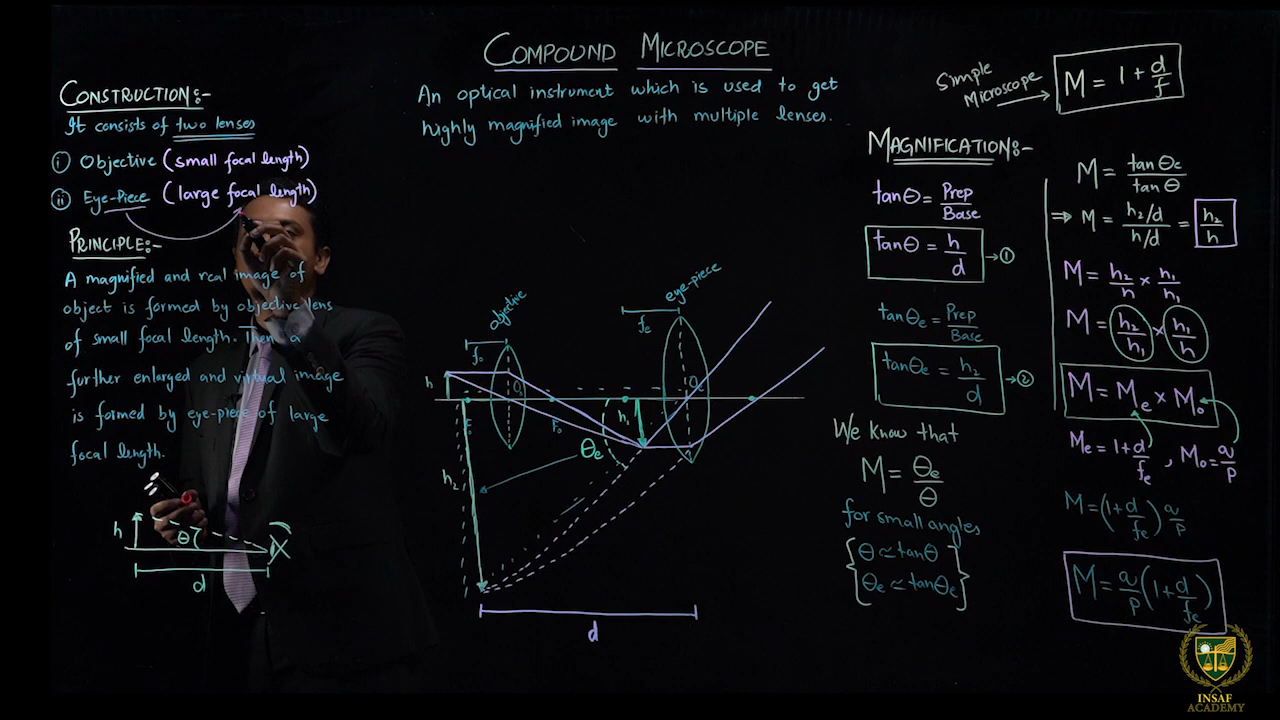 COMPOUND MICROSCOPE
An optical instrument which is used to get
highly magnified image with multiple lenses.
CONSTRUCTION:-
It consists of two lenses
(i) Objective (small focal length)
(ii) Eye-Piece (large focal length)
PRINCIPLE:-
A magnified and real image of
object is formed by objective lens
of small focal length. Then a
further enlarged and virtual image
is formed by eye-piece of large
focal length.
h
θ
d
objective
eye-piece
fo
fe
h
O
Fo
Fo
h1
θe
h2
d
Simple
Microscope
M = 1 + d/f
MAGNIFICATION:-
tanθ = Prep/Base
tanθ = h/d → ①
tanθe = Prep/Base
tanθe = h2/d → ②
We know that
M = θe/θ
for small angles
{θ ≃ tanθ
θe ≃ tanθe}
M = tanθe/tanθ
⇒ M = (h2/d)/(h/d) = h2/h
M = h2/h × h1/h1
M = h2/h1 × h1/h
M = Me × Mo
Me = 1 + d/fe , Mo = q/p
M = (1 + d/fe) q/p
M = q/p (1 + d/fe)
INSAF
ACADEMY